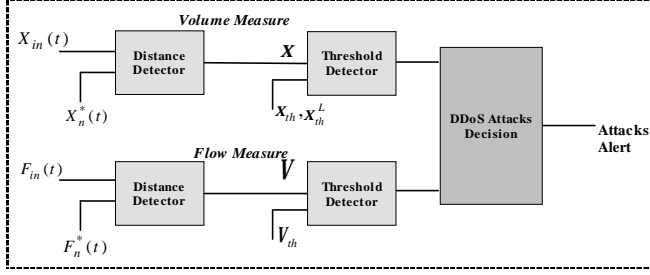 Volume Measure
X_in(t)
Distance Detector
X
Threshold Detector
X_n^*(t)
X_th, X_th^L
DDoS Attacks Decision
Attacks Alert
Flow Measure
F_in(t)
Distance Detector
V
Threshold Detector
F_n^*(t)
V_th